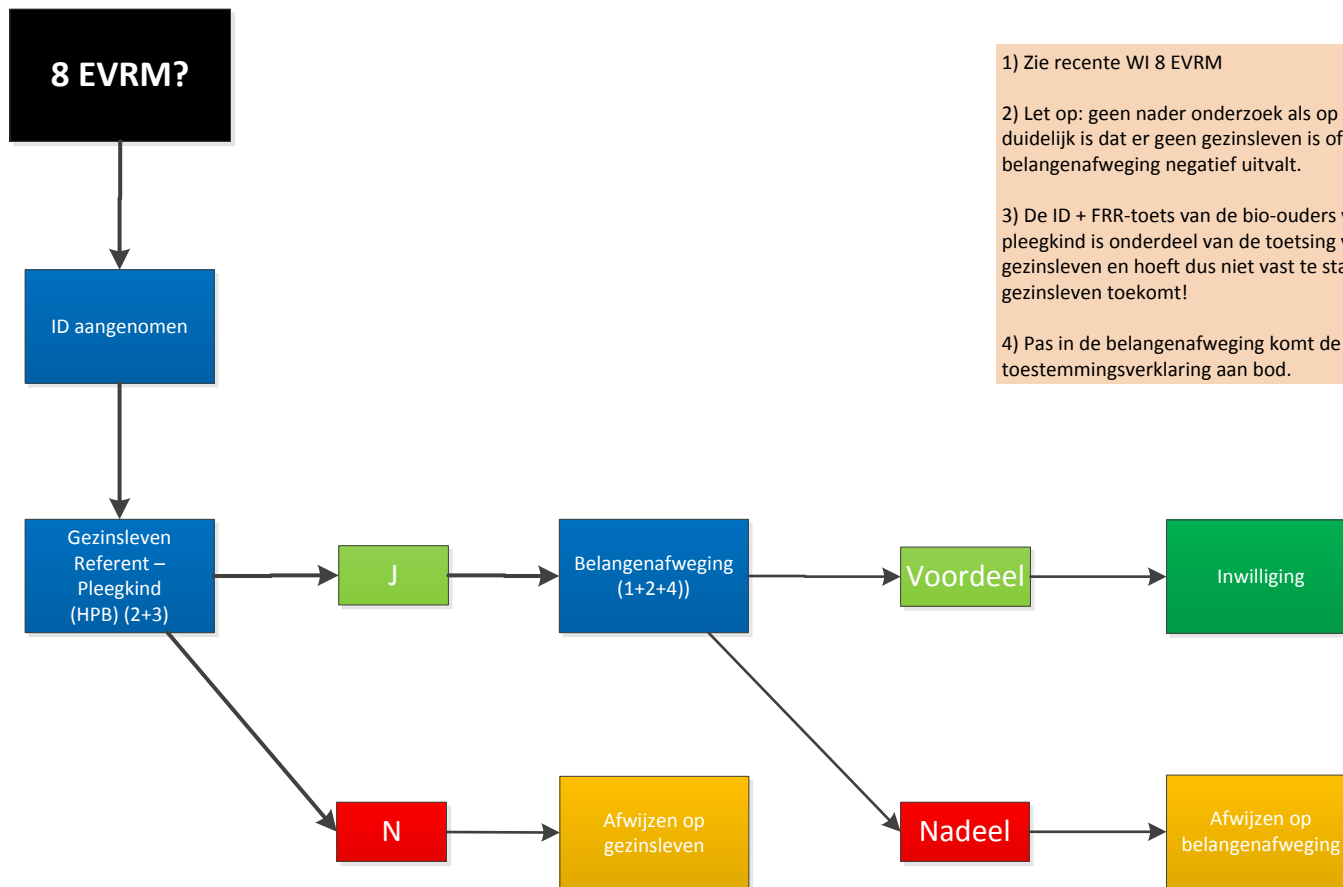 8 EVRM?
1) Zie recente WI 8 EVRM
2) Let op: geen nader onderzoek als op
duidelijk is dat er geen gezinsleven is of
belangenafweging negatief uitvalt.
3) De ID + FRR-toets van de bio-ouders
pleegkind is onderdeel van de toetsing
gezinsleven en hoeft dus niet vast te
gezinsleven toekomt!
4) Pas in de belangenafweging komt de
toestemmingsverklaring aan bod.
ID aangenomen
Gezinsleven
Referent –
Pleegkind
(HPB) (2+3)
J
Belangenafweging
(1+2+4))
Voordeel
Inwilliging
N
Afwijzen op
gezinsleven
Nadeel
Afwijzen op
belangenafweging